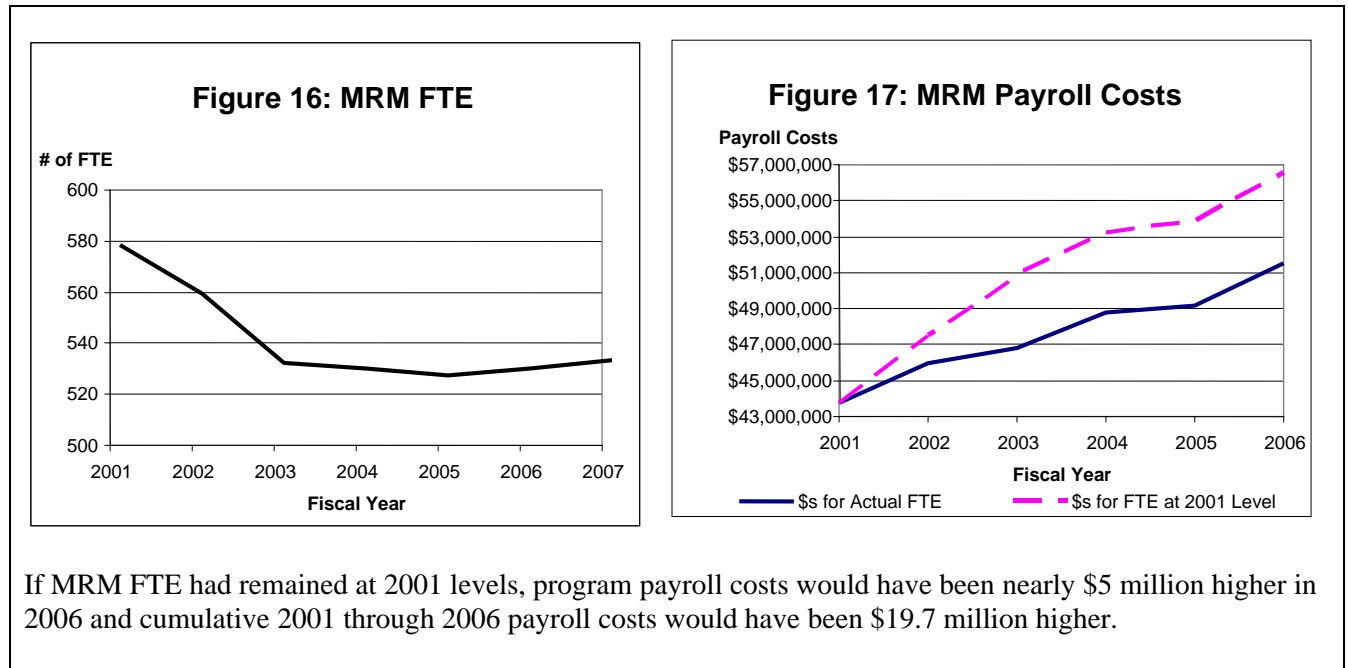 Figure 16: MRM FTE
# of FTE
600
580
560
540
520
500
2001 2002 2003 2004 2005 2006 2007
Fiscal Year
Figure 17: MRM Payroll Costs
Payroll Costs
$57,000,000
$55,000,000
$53,000,000
$51,000,000
$49,000,000
$47,000,000
$45,000,000
$43,000,000
2001 2002 2003 2004 2005 2006
Fiscal Year
$s for Actual FTE $s for FTE at 2001 Level
If MRM FTE had remained at 2001 levels, program payroll costs would have been nearly $5 million higher in
2006 and cumulative 2001 through 2006 payroll costs would have been $19.7 million higher.